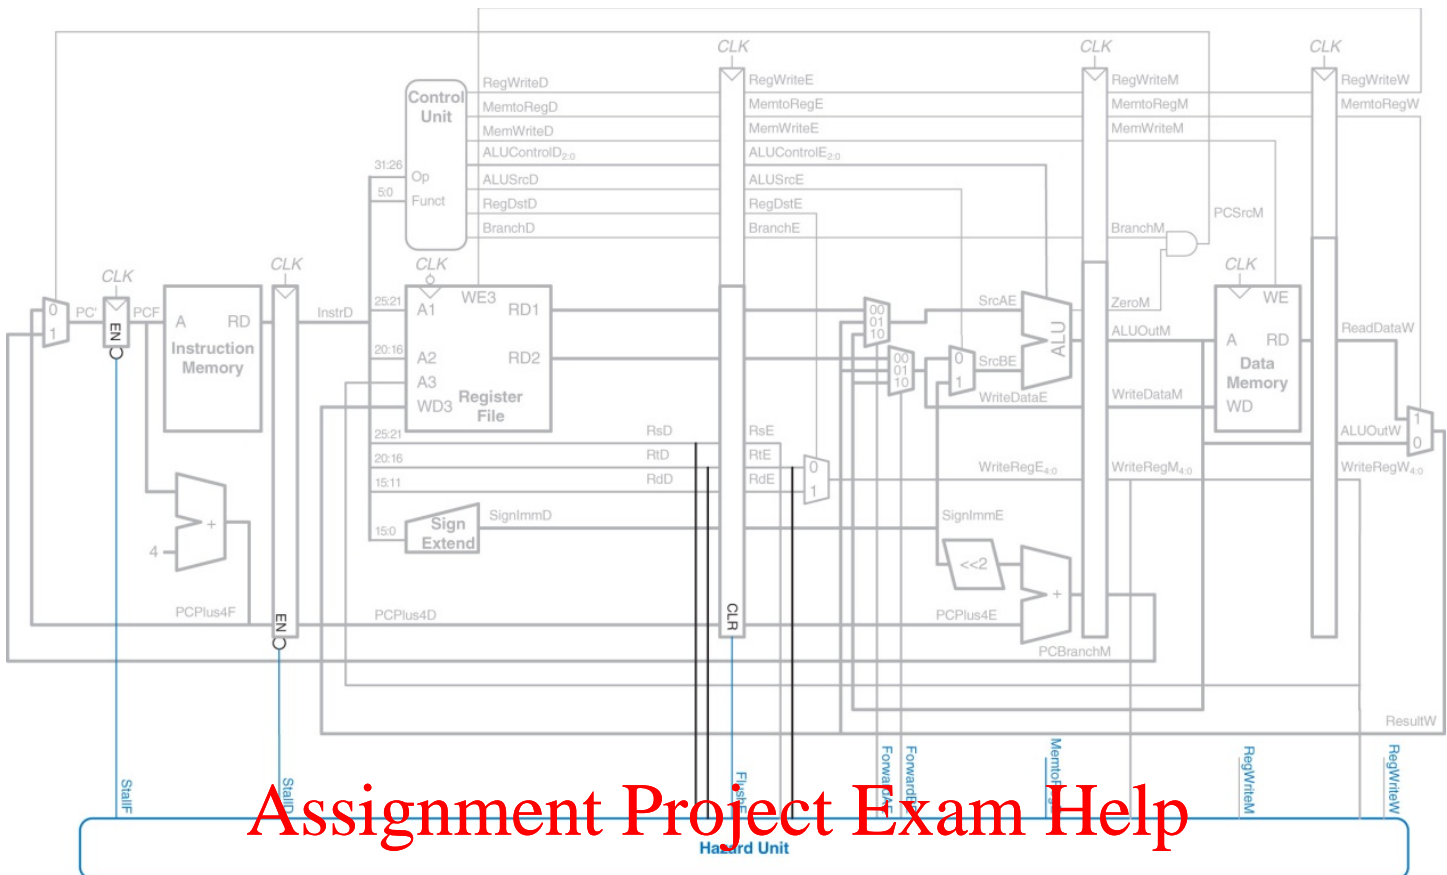 CLK CLK CLK
RegWriteD RegWriteE RegWriteM RegWriteW
Control Unit
MemtoRegD MemtoRegE MemtoRegM MemtoRegW
MemWriteD MemWriteE MemWriteM
ALUControlD2:0 ALUControlE2:0
31:26 Op
ALUSrcD ALUSrcE
5:0 Funct
RegDstD RegDstE
PCSrcM
BranchD BranchE BranchM
CLK CLK CLK CLK
0 1 PC' EN PCF
A RD
Instruction Memory
InstrD
25:21 A1 WE3 RD1
20:16 A2 RD2
A3
WD3
Register File
00 01 10
00 01 10
SrcAE
0 1 SrcBE
ALU
ZeroM
ALUOutM
WriteDataE WriteDataM
WE
A RD
Data Memory
WD
ReadDataW
1 0
ALUOutW
25:21 RsD RsE
20:16 RtD RtE
15:11 RdD RdE
0 1
WriteRegE4:0 WriteRegM4:0 WriteRegW4:0
15:0 Sign Extend SignImmD SignImmE
+
4
<<2
+
PCPlus4F EN PCPlus4D CLR PCPlus4E
PCBranchM
ResultW
StallF
StallD
ForwardAE
RegWriteM
RegWriteW
Assignment Project Exam Help
Hazard Unit